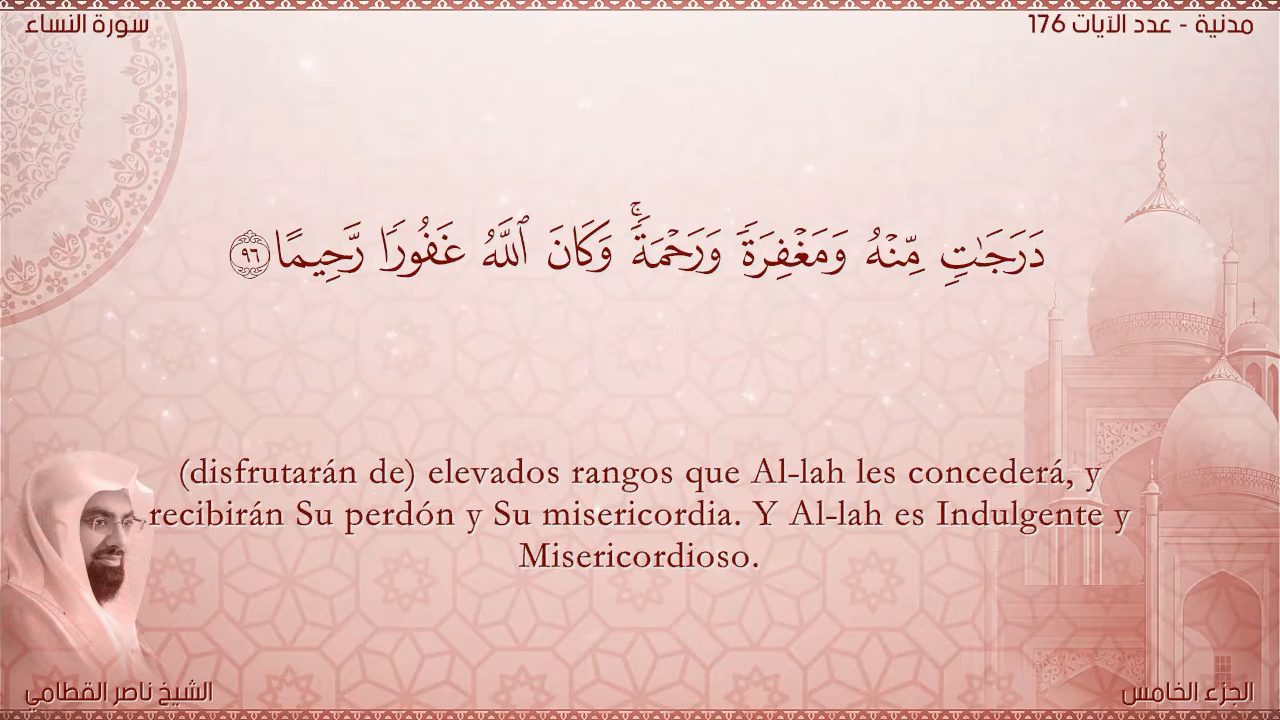 مدنية - عدد الآيات 176
سورة النساء
دَرَجَٰتٖ مِّنۡهُ وَمَغۡفِرَةٗ وَرَحۡمَةٗۚ وَكَانَ ٱللَّهُ غَفُورٗا رَّحِيمًا ٩٦
(disfrutarán de) elevados rangos que Al-lah les concederá, y
recibirán Su perdón y Su misericordia. Y Al-lah es Indulgente y
Misericordioso.
الجزء الخامس
الشيخ ناصر القطامي